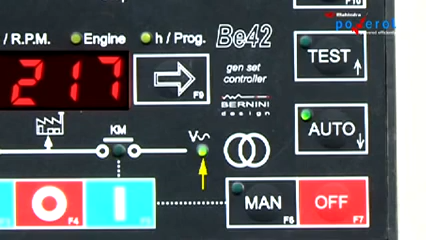 Mahindra
powerol
F10
/ R.P.M. Engine h / Prog. Be42
TEST
217
gen set
controller
F9
BERNINI
design
AUTO
KM
V
F4
F5
MAN
F6
OFF
F7